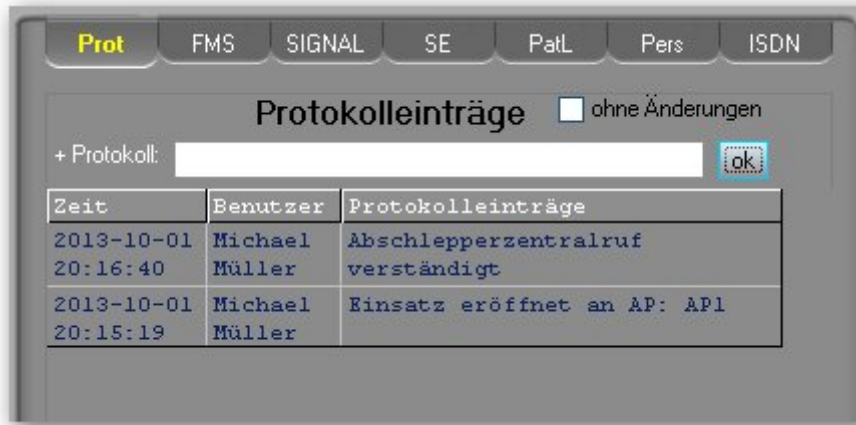 Prot FMS SIGNAL SE PatL Pers ISDN
Protokolleinträge ohne Änderungen
+ Protokoll: ok
Zeit Benutzer Protokolleinträge
2013-10-01 Michael Abschlepperzentralruf
20:16:40 Müller verständigt
2013-10-01 Michael Einsatz eröffnet an AP: AP1
20:15:19 Müller